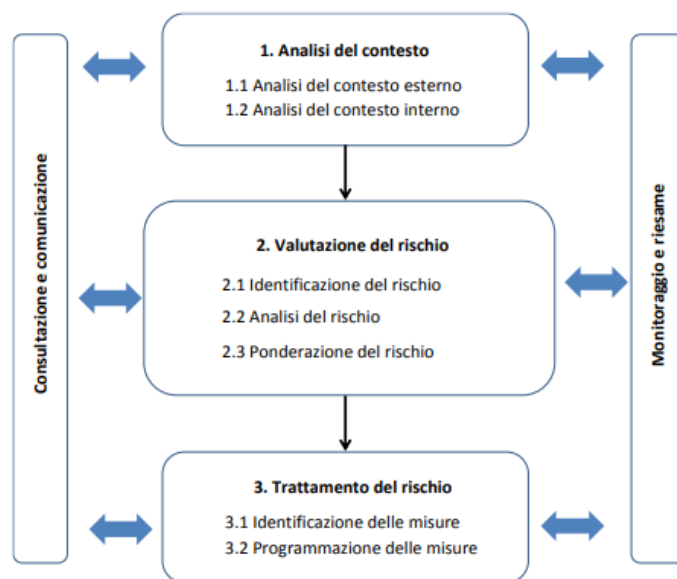 1. Analisi del contesto
1.1 Analisi del contesto esterno
1.2 Analisi del contesto interno
Consultazione e comunicazione
2. Valutazione del rischio
2.1 Identificazione del rischio
2.2 Analisi del rischio
2.3 Ponderazione del rischio
Monitoraggio e riesame
3. Trattamento del rischio
3.1 Identificazione delle misure
3.2 Programmazione delle misure